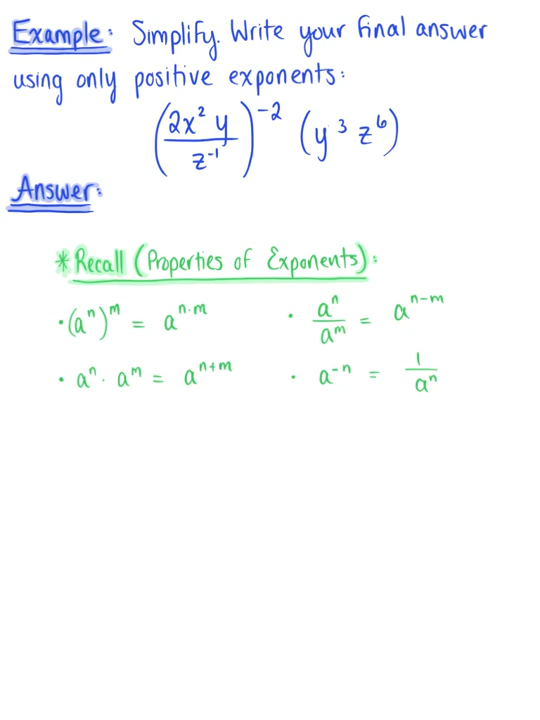 Example: Simplify. Write your final answer
using only positive exponents:
(2x² y / z⁻¹)⁻² (y³ z⁶)
Answer:
*Recall (Properties of Exponents):
· (aⁿ)ᵐ = aⁿ·ᵐ · aⁿ / aᵐ = aⁿ⁻ᵐ
· aⁿ · aᵐ = aⁿ⁺ᵐ · a⁻ⁿ = 1 / aⁿ